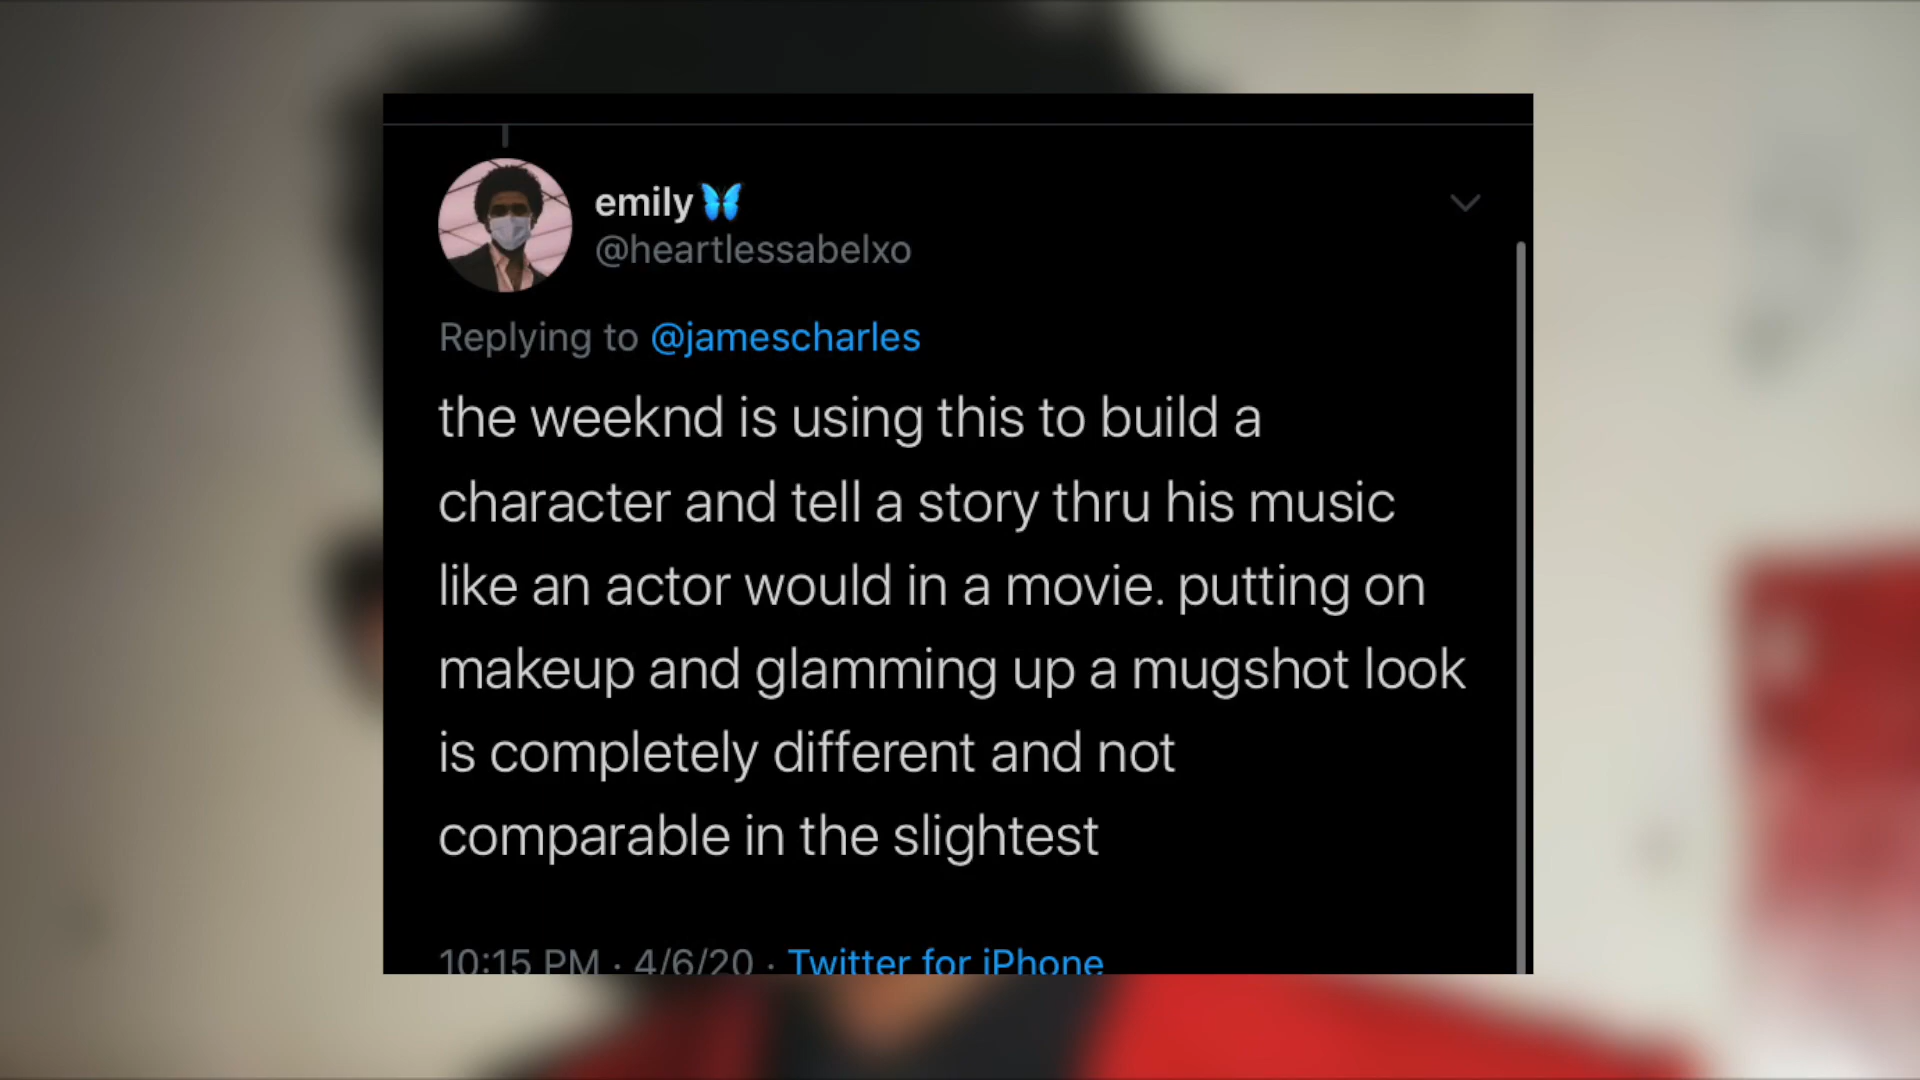 emily🦋
@heartlessabelxo
Replying to @jamescharles
the weeknd is using this to build a
character and tell a story thru his music
like an actor would in a movie. putting on
makeup and glamming up a mugshot look
is completely different and not
comparable in the slightest
10:15 PM · 4/6/20 · Twitter for iPhone